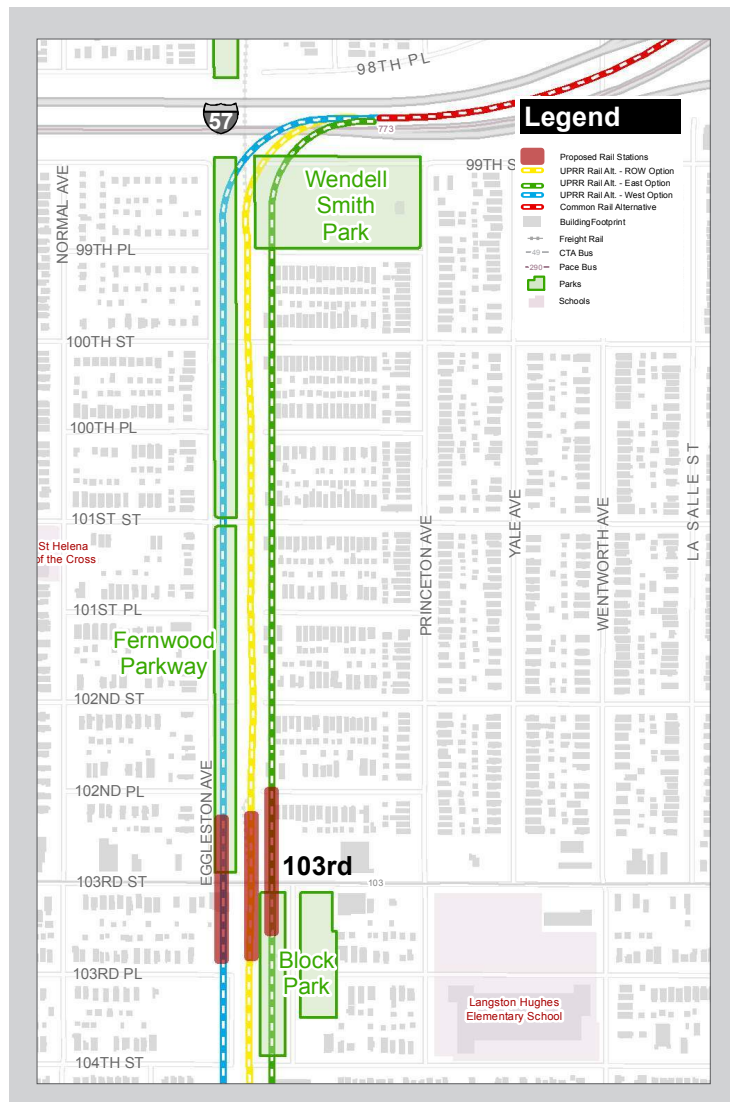 98TH PL
57
773
Legend
99TH S
Proposed Rail Stations
UPRR Rail Alt. - ROW Option
UPRR Rail Alt. - East Option
UPRR Rail Alt. - West Option
Common Rail Alternative
BuildingFootprint
Freight Rail
49
CTA Bus
290
Pace Bus
Parks
Schools
Wendell
Smith
Park
NORMAL AVE
99TH PL
100TH ST
100TH PL
LA SALLE ST
101ST ST
YALE AVE
WENTWORTH AVE
PRINCETON AVE
St Helena
of the Cross
101ST PL
Fernwood
Parkway
102ND ST
102ND PL
EGGLESTON AVE
103rd
103RD ST
103
Block
Park
103RD PL
Langston Hughes
Elementary School
104TH ST